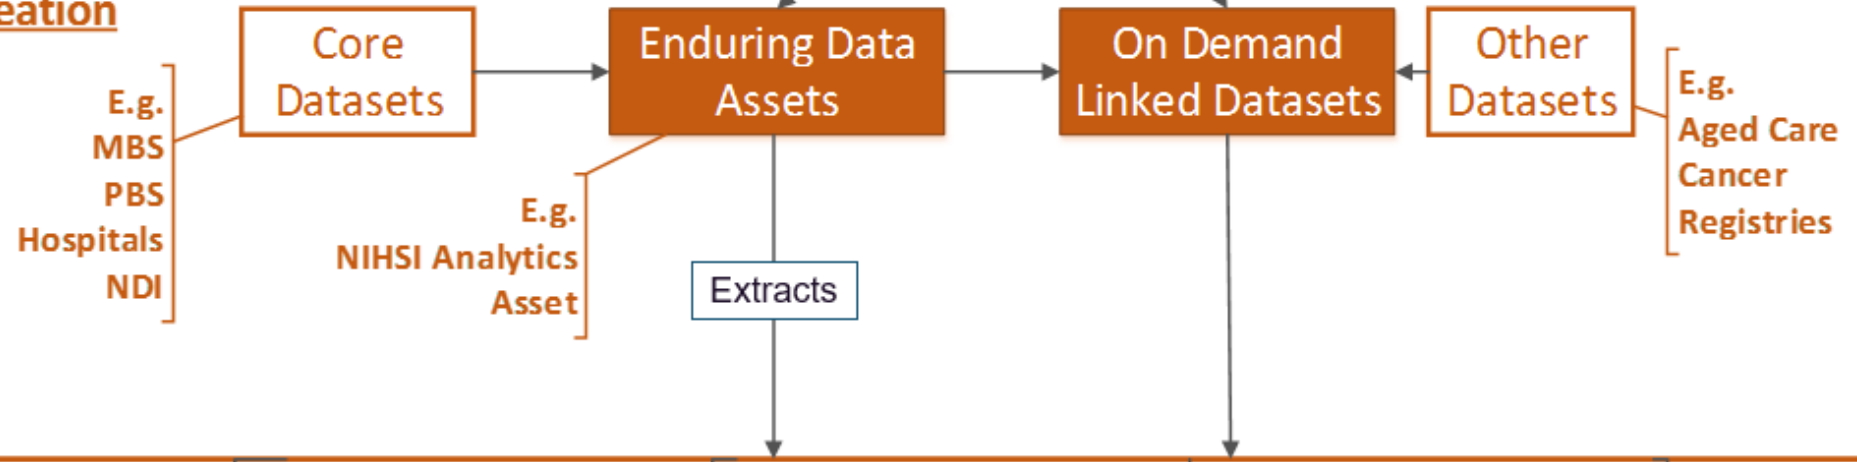 eation
Core
Datasets
Enduring Data
Assets
On Demand
Linked Datasets
Other
Datasets
E.g.
MBS
PBS
Hospitals
NDI
E.g.
NIHSI Analytics
Asset
Extracts
E.g.
Aged Care
Cancer
Registries